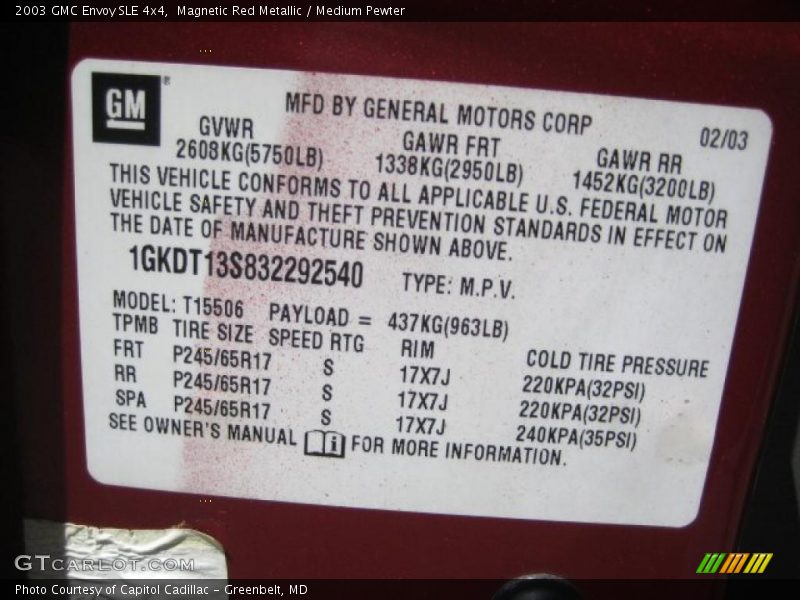 2003 GMC Envoy SLE 4x4, Magnetic Red Metallic / Medium Pewter
GM ®
MFD BY GENERAL MOTORS CORP
02/03
GVWR GAWR FRT GAWR RR
2608KG(5750LB) 1338KG(2950LB) 1452KG(3200LB)
THIS VEHICLE CONFORMS TO ALL APPLICABLE U.S. FEDERAL MOTOR
VEHICLE SAFETY AND THEFT PREVENTION STANDARDS IN EFFECT ON
THE DATE OF MANUFACTURE SHOWN ABOVE.
1GKDT13S832292540 TYPE: M.P.V.
MODEL: T15506 PAYLOAD = 437KG(963LB)
TPMB TIRE SIZE SPEED RTG RIM COLD TIRE PRESSURE
FRT P245/65R17 S 17X7J 220KPA(32PSI)
RR P245/65R17 S 17X7J 220KPA(32PSI)
SPA P245/65R17 S 17X7J 240KPA(35PSI)
SEE OWNER'S MANUAL i FOR MORE INFORMATION.
GTCARLOT.COM
Photo Courtesy of Capitol Cadillac - Greenbelt, MD